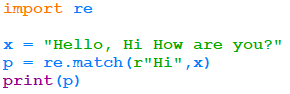 import re
x = "Hello, Hi How are you?"
p = re.match(r"Hi",x)
print(p)